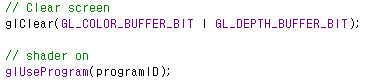 // Clear screen
glClear(GL_COLOR_BUFFER_BIT | GL_DEPTH_BUFFER_BIT);
// shader on
glUseProgram(programID);